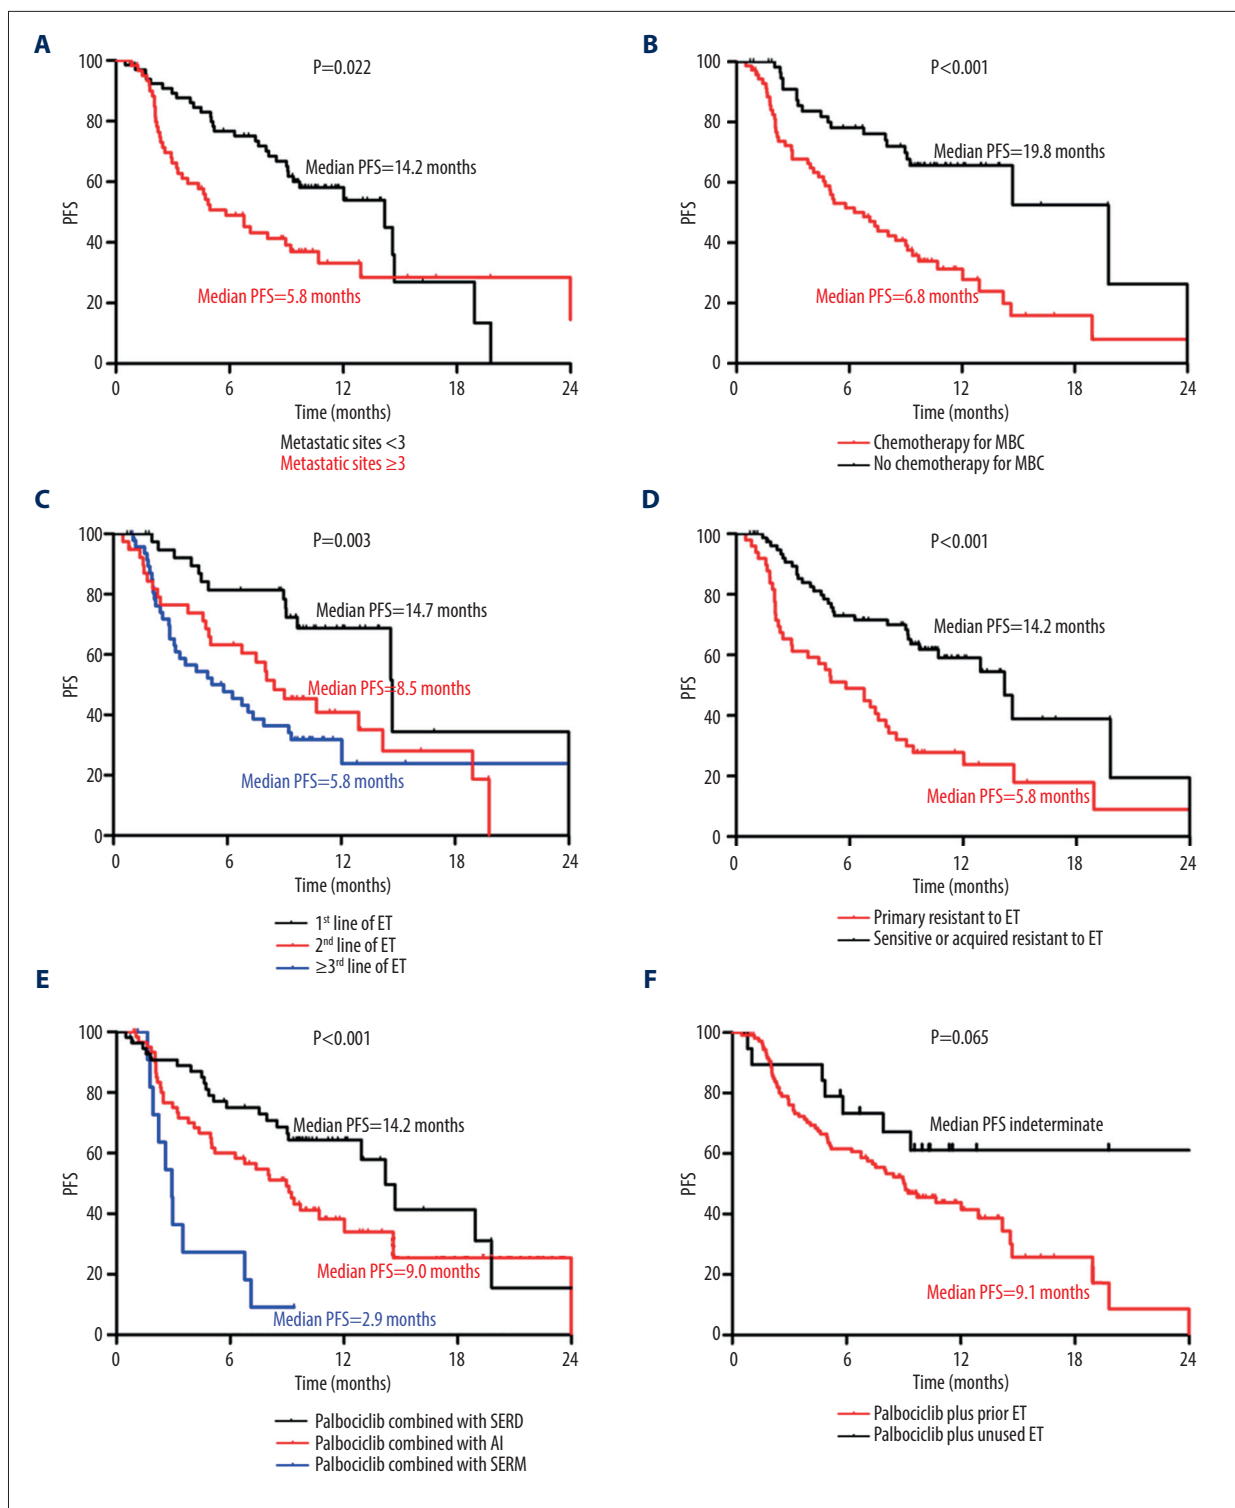 A
P=0.022
100
80
60
40
20
0
PFS
Median PFS=14.2 months
Median PFS=5.8 months
0 6 12 18 24
Time (months)
Metastatic sites <3
Metastatic sites ≥3
B
P<0.001
100
80
60
40
20
0
PFS
Median PFS=19.8 months
Median PFS=6.8 months
0 6 12 18 24
Time (months)
Chemotherapy for MBC
No chemotherapy for MBC
C
P=0.003
100
80
60
40
20
0
PFS
Median PFS=14.7 months
Median PFS=8.5 months
Median PFS=5.8 months
0 6 12 18 24
Time (months)
1st line of ET
2nd line of ET
≥3rd line of ET
D
P<0.001
100
80
60
40
20
0
PFS
Median PFS=14.2 months
Median PFS=5.8 months
0 6 12 18 24
Time (months)
Primary resistant to ET
Sensitive or acquired resistant to ET
E
P<0.001
100
80
60
40
20
0
PFS
Median PFS=14.2 months
Median PFS=9.0 months
Median PFS=2.9 months
0 6 12 18 24
Time (months)
Palbociclib combined with SERD
Palbociclib combined with AI
Palbociclib combined with SERM
F
P=0.065
100
80
60
40
20
0
PFS
Median PFS indeterminate
Median PFS=9.1 months
0 6 12 18 24
Time (months)
Palbociclib plus prior ET
Palbociclib plus unused ET